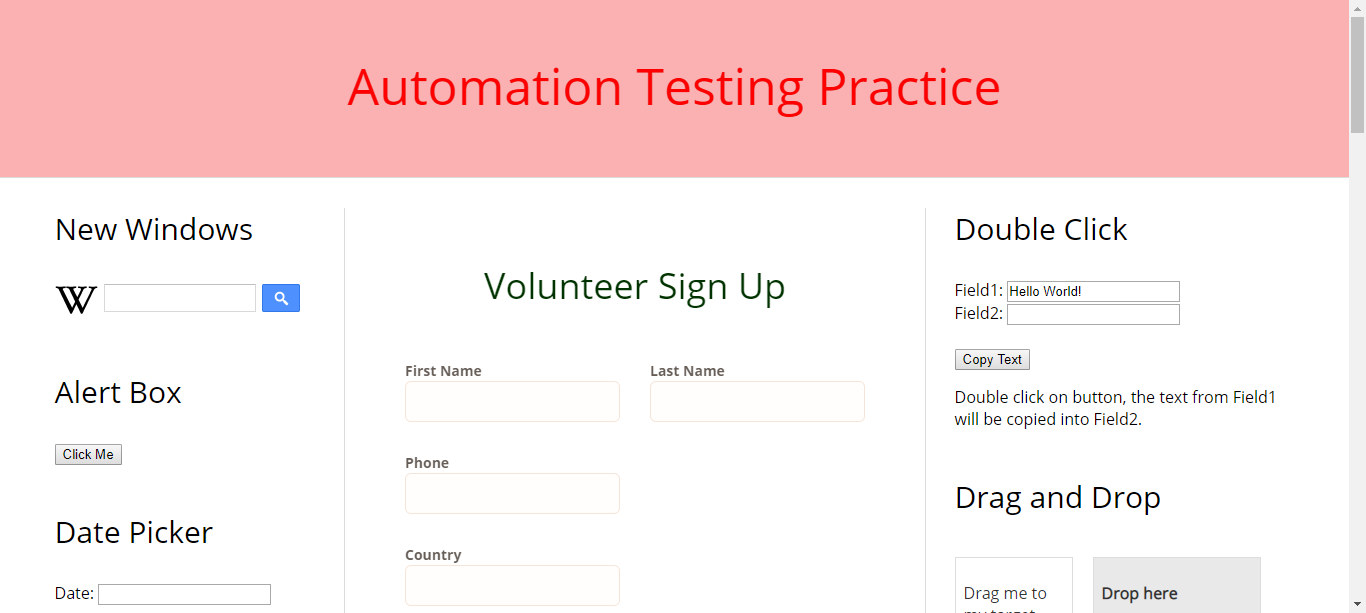 Automation Testing Practice
New Windows
W
Alert Box
Click Me
Date Picker
Date:
Volunteer Sign Up
First Name
Last Name
Phone
Country
Double Click
Field1: Hello World!
Field2:
Copy Text
Double click on button, the text from Field1
will be copied into Field2.
Drag and Drop
Drag me to
my target
Drop here